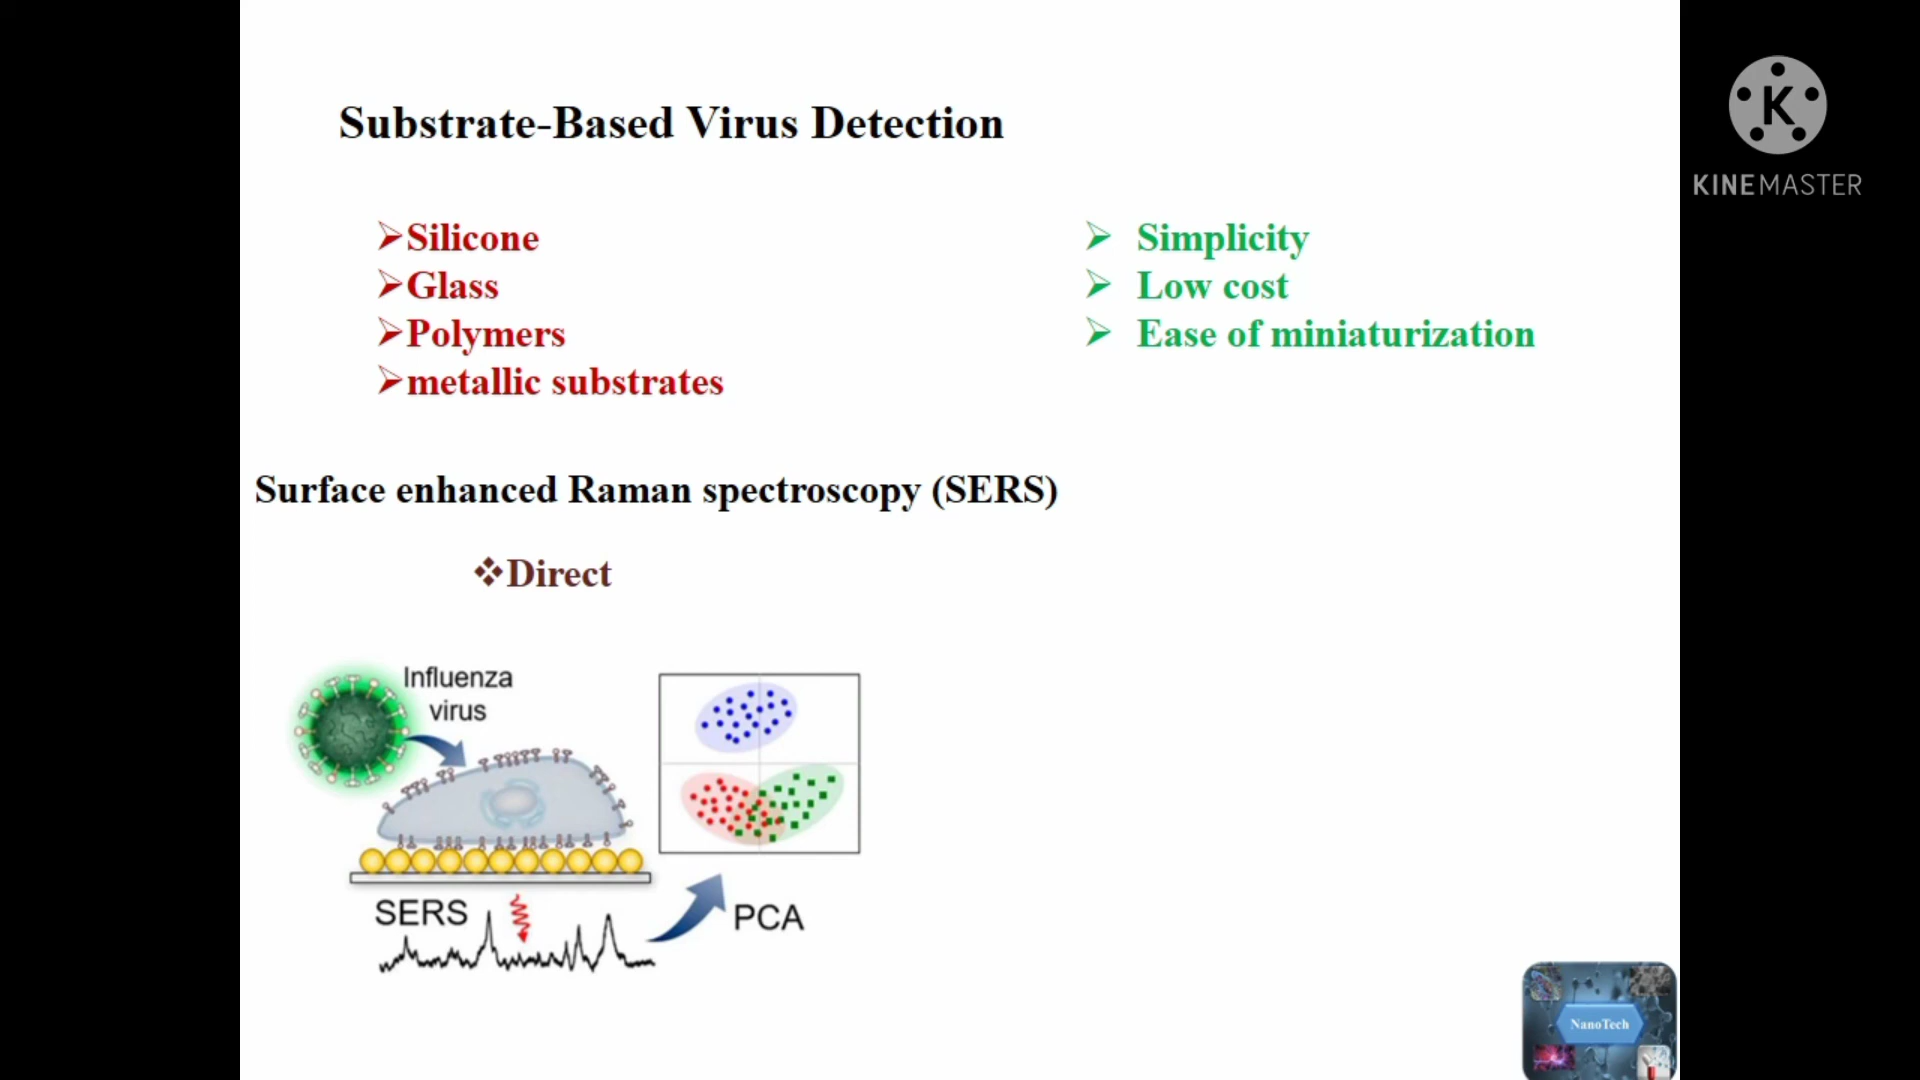 Substrate-Based Virus Detection
K
KINEMASTER
➢Silicone
➢Glass
➢Polymers
➢metallic substrates
➢ Simplicity
➢ Low cost
➢ Ease of miniaturization
Surface enhanced Raman spectroscopy (SERS)
❖Direct
Influenza
virus
SERS
PCA
NanoTech